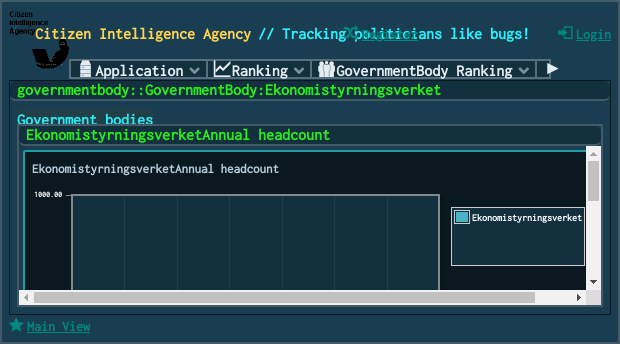 Citizen
Intelligence
Agency
Citizen Intelligence Agency // Tracking politicians like bugs!
Register
Login
Application
Ranking
GovernmentBody Ranking
governmentbody::GovernmentBody:Ekonomistyrningsverket
Government bodies
EkonomistyrningsverketAnnual headcount
EkonomistyrningsverketAnnual headcount
1000.00
Ekonomistyrningsverket
Main View